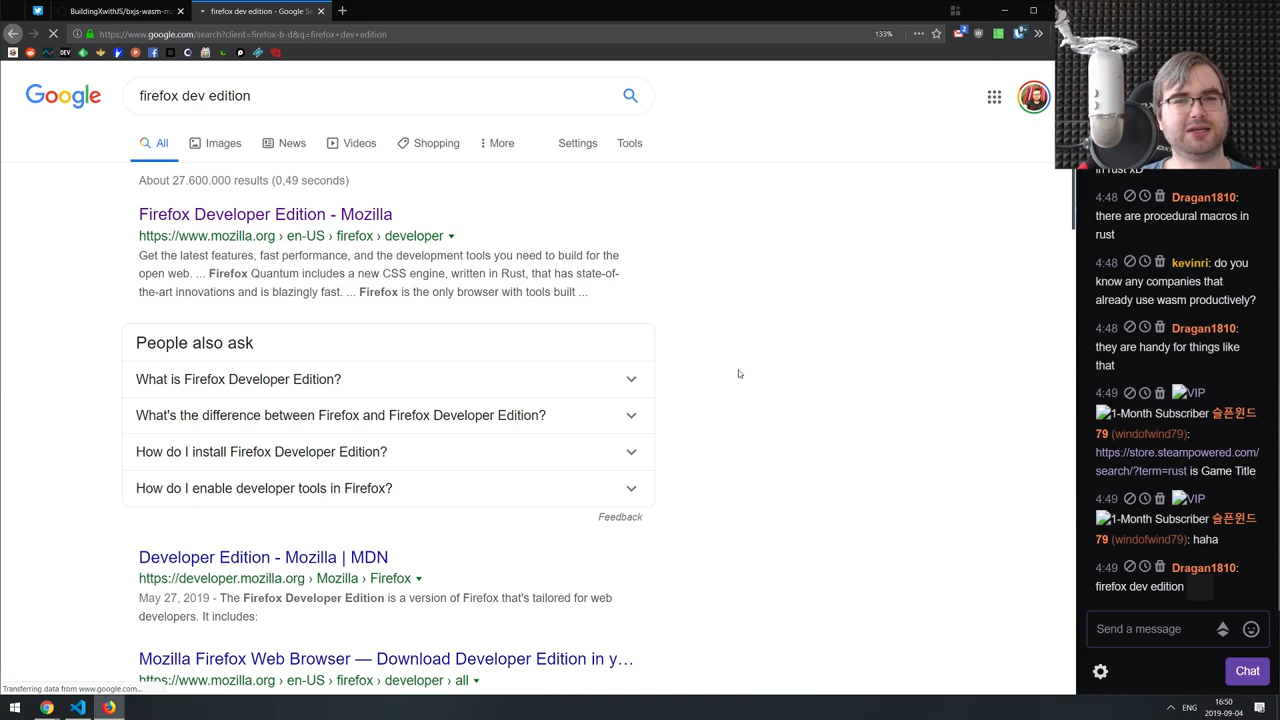 BuildingXwithJS/bxjs-wasm-ma
firefox dev edition - Google Se
https://www.google.com/search?client=firefox-b-d&q=firefox+dev+edition
133%
DEV
Google
firefox dev edition
All
Images
News
Videos
Shopping
More
Settings
Tools
About 27.600.000 results (0,49 seconds)
Firefox Developer Edition - Mozilla
https://www.mozilla.org › en-US › firefox › developer
Get the latest features, fast performance, and the development tools you need to build for the
open web. ... Firefox Quantum includes a new CSS engine, written in Rust, that has state-of-
the-art innovations and is blazingly fast. ... Firefox is the only browser with tools built ...
People also ask
What is Firefox Developer Edition?
What's the difference between Firefox and Firefox Developer Edition?
How do I install Firefox Developer Edition?
How do I enable developer tools in Firefox?
Feedback
Developer Edition - Mozilla | MDN
https://developer.mozilla.org › Mozilla › Firefox
May 27, 2019 - The Firefox Developer Edition is a version of Firefox that's tailored for web
developers. It includes:
Mozilla Firefox Web Browser — Download Developer Edition in y…
https://www.mozilla.org › en-US › firefox › developer › all
Transferring data from www.google.com...
in rust xD
4:48 Dragan1810:
there are procedural macros in
rust
4:48 kevinri: do you
know any companies that
already use wasm productively?
4:48 Dragan1810:
they are handy for things like
that
4:49 VIP
1-Month Subscriber 슬픈윈드
79 (windofwind79):
https://store.steampowered.com/
search/?term=rust is Game Title
4:49 VIP
1-Month Subscriber 슬픈윈드
79 (windofwind79): haha
4:49 Dragan1810:
firefox dev edition
Send a message
Chat
ENG
16:50
2019-09-04